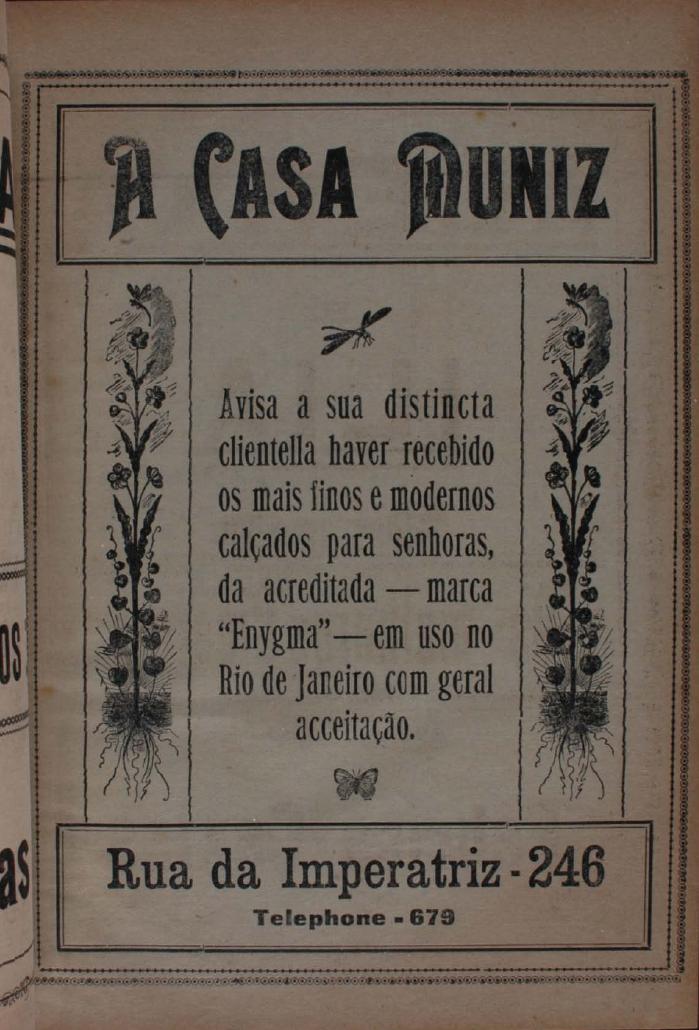 A CASA MUNIZ
Avisa a sua distincta
clientella haver recebido
os mais finos e modernos
calçados para senhoras,
da acreditada — marca
“Enygma” — em uso no
Rio de Janeiro com geral
acceitação.
Rua da Imperatriz - 246
Telephone - 679